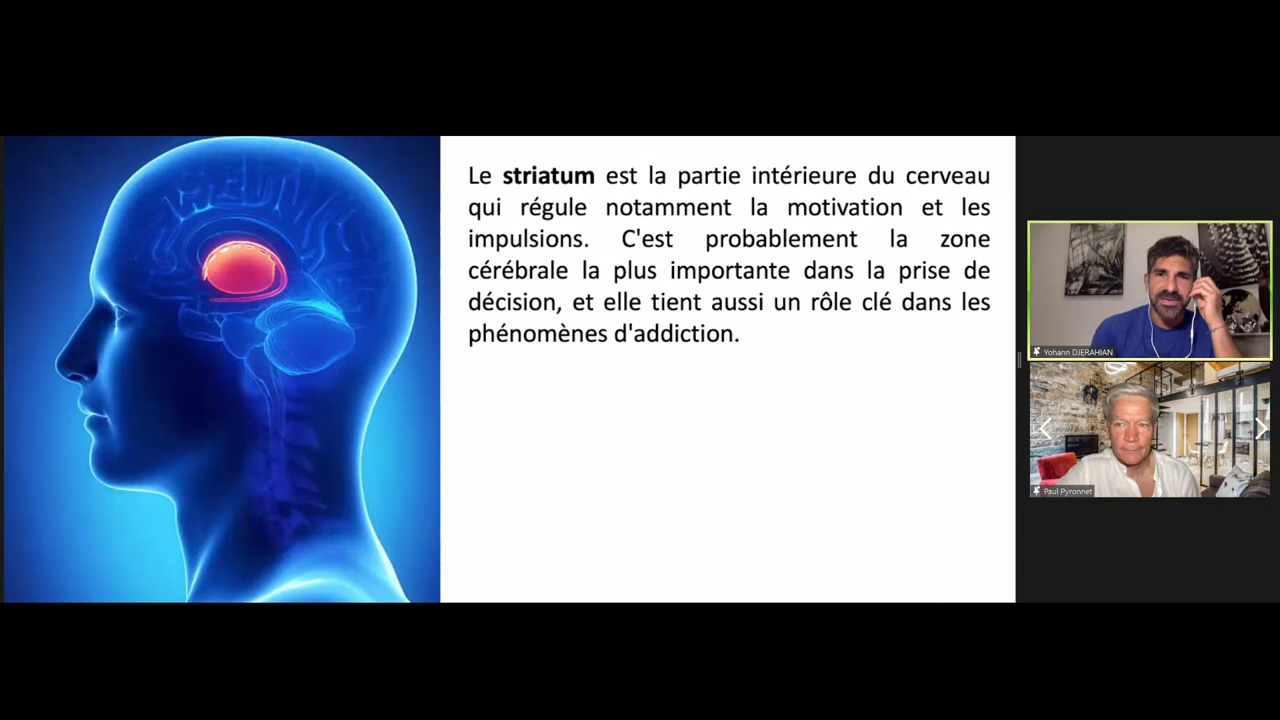 Le striatum est la partie intérieure du cerveau
qui régule notamment la motivation et les
impulsions. C'est probablement la zone
cérébrale la plus importante dans la prise de
décision, et elle tient aussi un rôle clé dans les
phénomènes d'addiction.
Yohann DJERAHIAN
Paul Pyronnet